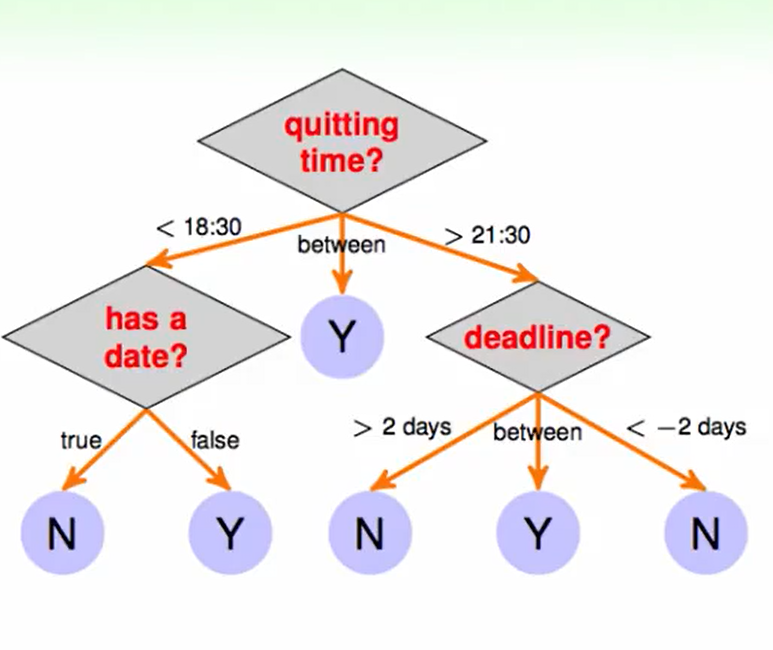 quitting
time?
< 18:30
between
> 21:30
has a
date?
Y
deadline?
true
false
> 2 days
between
< −2 days
N
Y
N
Y
N